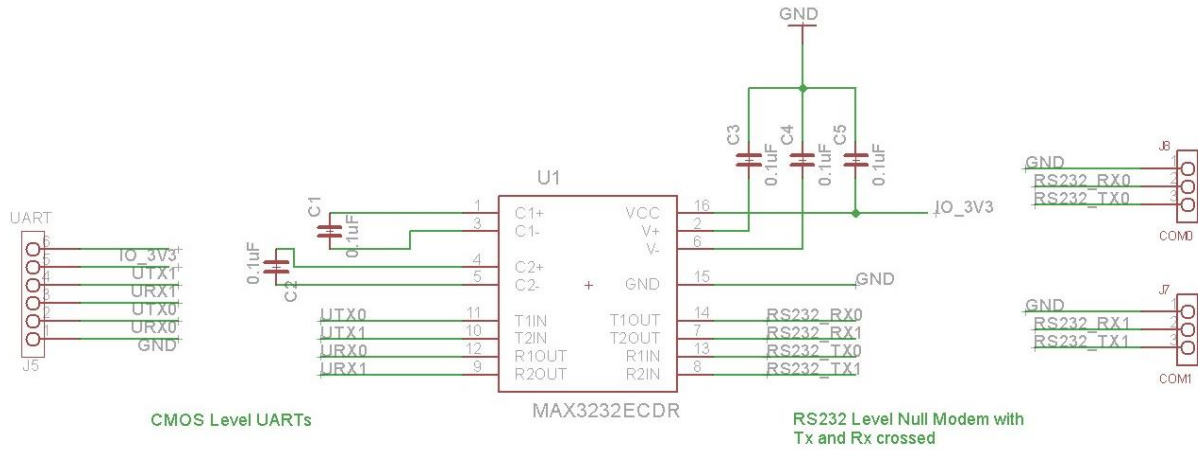 GND
C3
0.1uF
C4
0.1uF
C5
0.1uF
U1
C1
0.1uF
0.1uF
C2
1
3
4
5
11
10
12
9
C1+
C1-
C2+
C2-
T1IN
T2IN
R1OUT
R2OUT
VCC
V+
V-
GND
T1OUT
T2OUT
R1IN
R2IN
16
2
6
15
14
7
13
8
IO_3V3
GND
UTX0
UTX1
URX0
URX1
RS232_RX0
RS232_RX1
RS232_TX0
RS232_TX1
MAX3232ECDR
UART
6
5
4
3
2
1
IO_3V3
UTX1
URX1
UTX0
URX0
GND
J5
J8
GND
1
RS232_RX0
2
RS232_TX0
3
COM0
J7
GND
1
RS232_RX1
2
RS232_TX1
3
COM1
CMOS Level UARTs
RS232 Level Null Modem with
Tx and Rx crossed